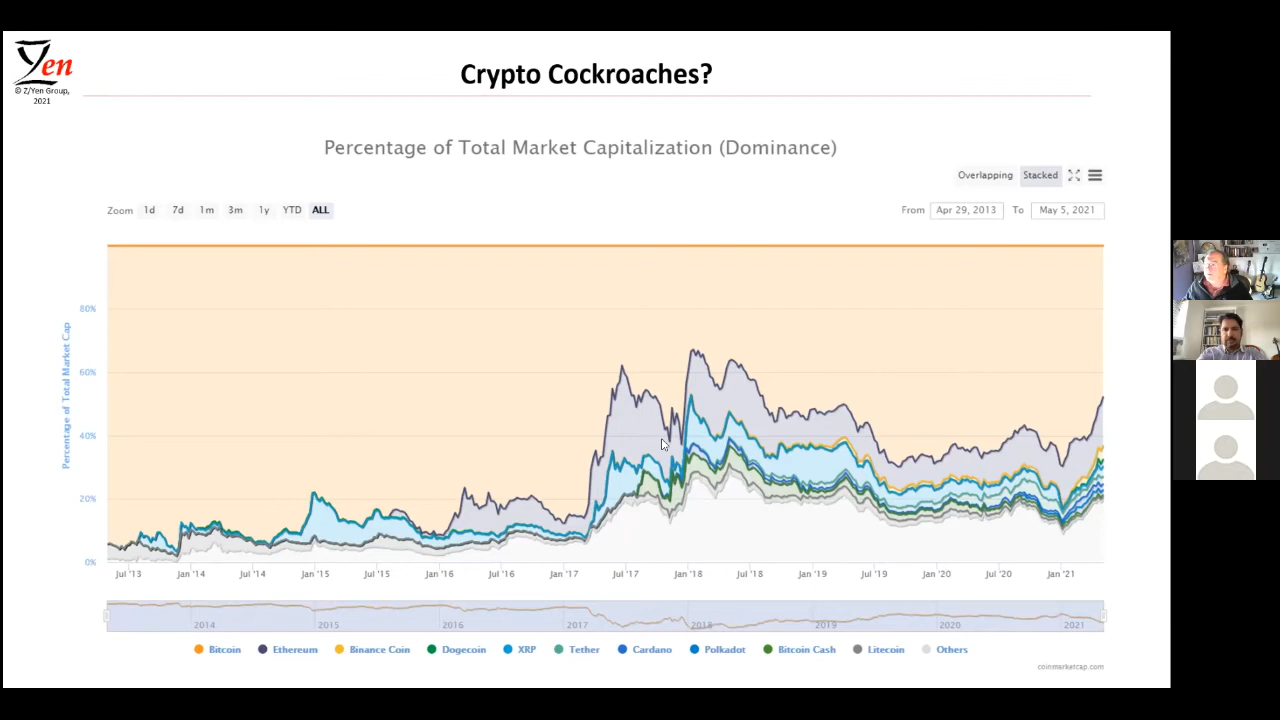 Z/Yen
© Z/Yen Group,
2021
Crypto Cockroaches?
Percentage of Total Market Capitalization (Dominance)
Overlapping Stacked
Zoom 1d 7d 1m 3m 1y YTD ALL
From Apr 29, 2013 To May 5, 2021
Percentage of Total Market Cap
80%
60%
40%
20%
0%
Jul '13 Jan '14 Jul '14 Jan '15 Jul '15 Jan '16 Jul '16 Jan '17 Jul '17 Jan '18 Jul '18 Jan '19 Jul '19 Jan '20 Jul '20 Jan '21
2014 2015 2016 2017 2018 2019 2020 2021
Bitcoin Ethereum Binance Coin Dogecoin XRP Tether Cardano Polkadot Bitcoin Cash Litecoin Others
coinmarketcap.com